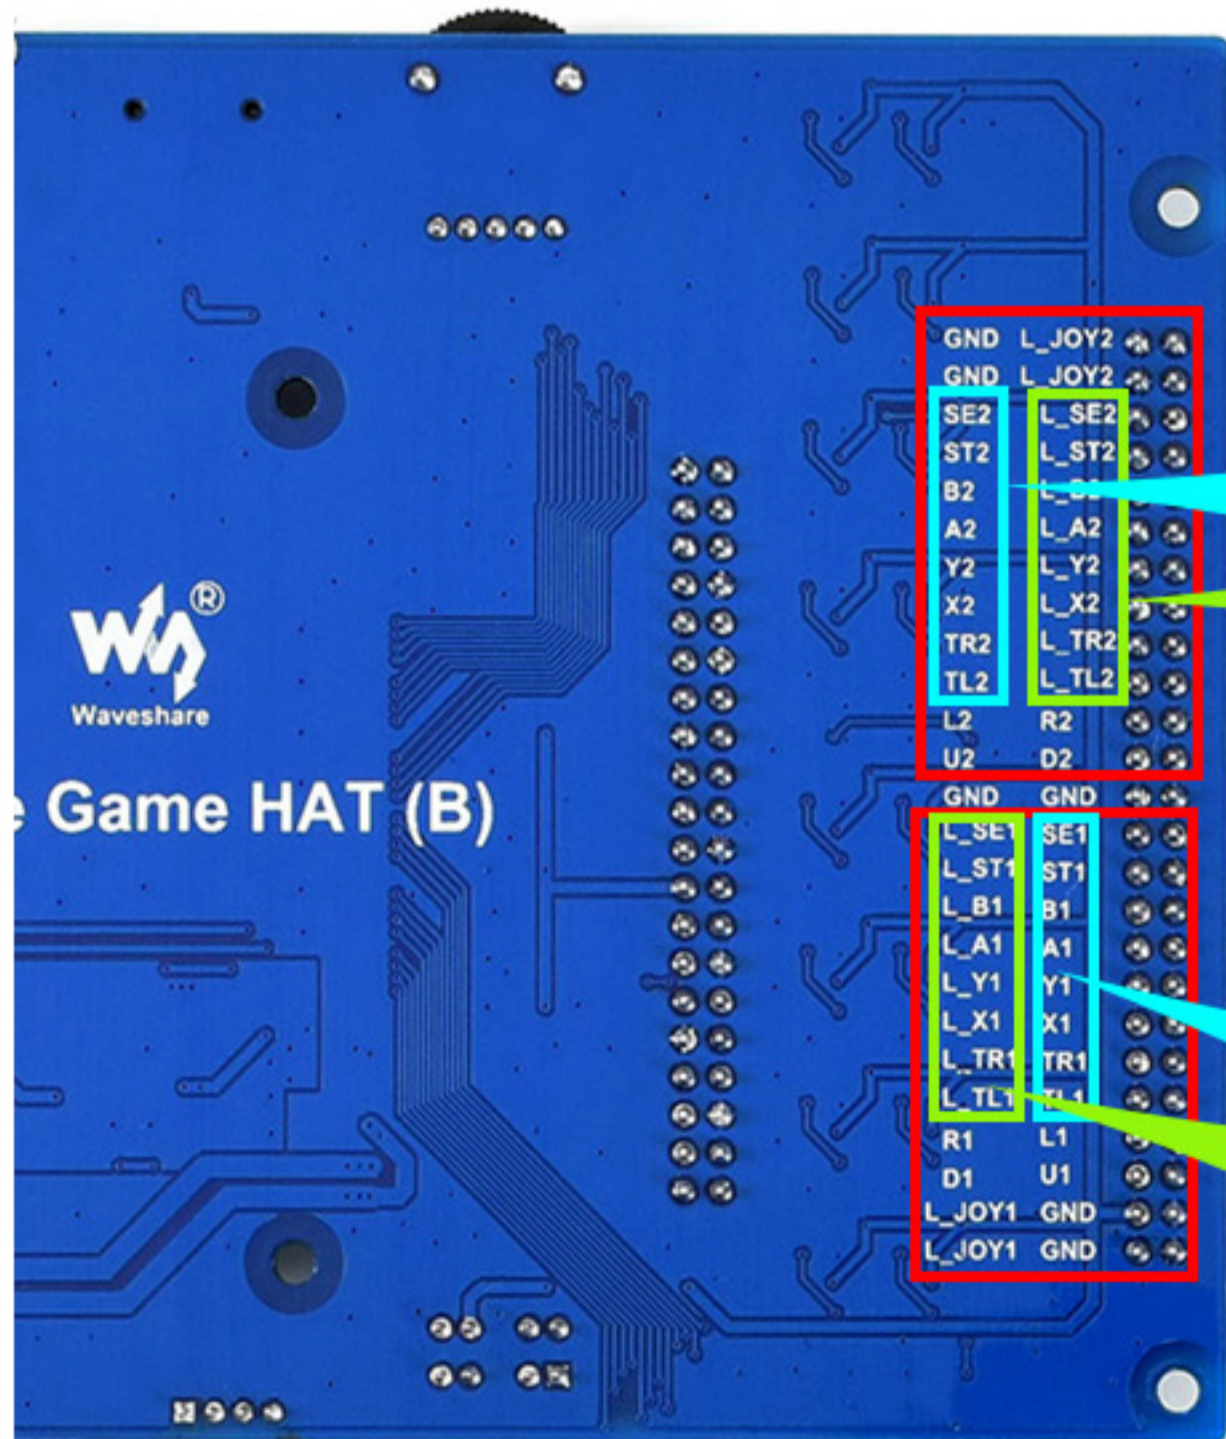 GND L_JOY2
GND L_JOY2
SE2 L_SE2
ST2 L_ST2
B2
A2 L_A2
Y2 L_Y2
X2 L_X2
TR2 L_TR2
TL2 L_TL2
L2 R2
U2 D2
GND GND
L_SE1 SE1
L_ST1 ST1
L_B1 B1
L_A1 A1
L_Y1 Y1
L_X1 X1
L_TR1 TR1
L_TL1 TL1
R1 L1
D1 U1
L_JOY1 GND
L_JOY1 GND
®
Waveshare
Game HAT (B)